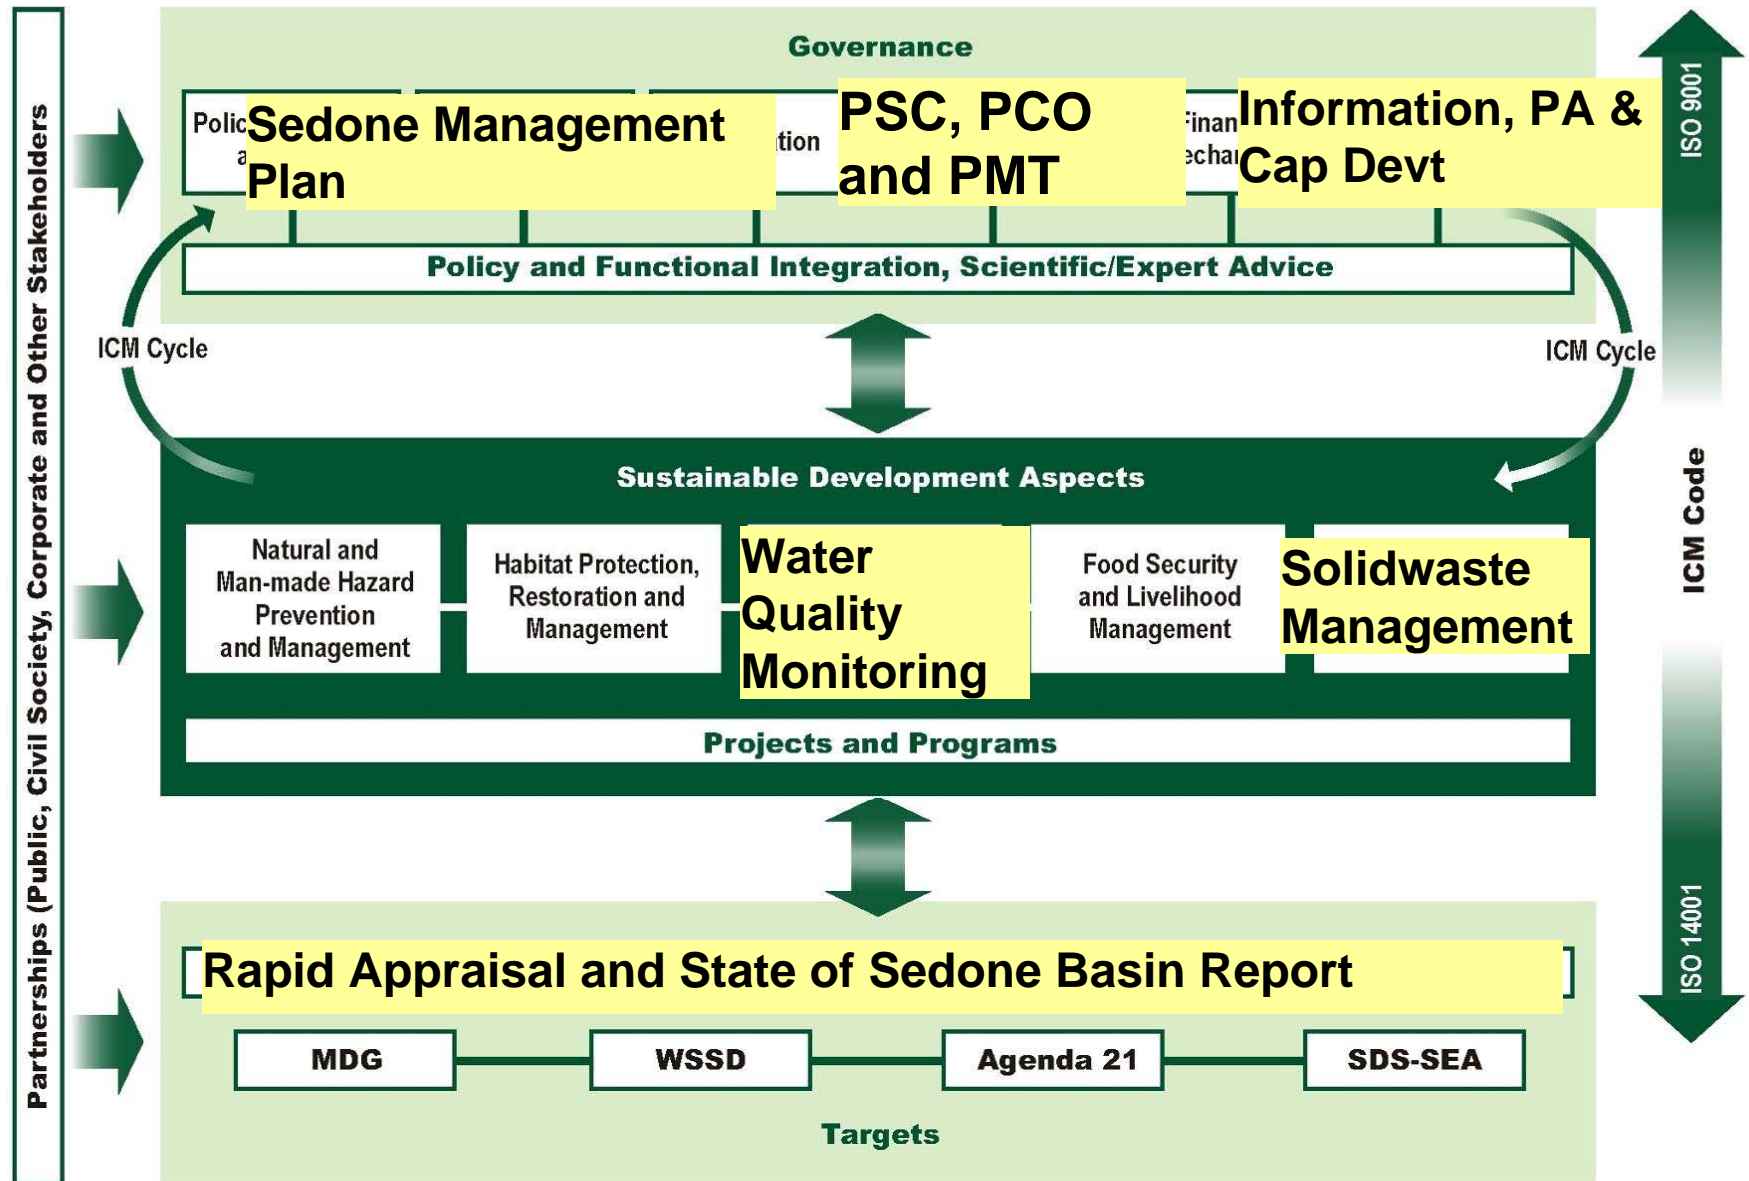 Governance
Sedone Management
Plan
PSC, PCO
and PMT
Information, PA &
Cap Devt
Policy and Functional Integration, Scientific/Expert Advice
ICM Cycle
ICM Cycle
Sustainable Development Aspects
Natural and
Man-made Hazard
Prevention
and Management
Habitat Protection,
Restoration and
Management
Water
Quality
Monitoring
Food Security
and Livelihood
Management
Solidwaste
Management
Projects and Programs
Rapid Appraisal and State of Sedone Basin Report
MDG
WSSD
Agenda 21
SDS-SEA
Targets
Partnerships (Public, Civil Society, Corporate and Other Stakeholders
ISO 9001
ICM Code
ISO 14001